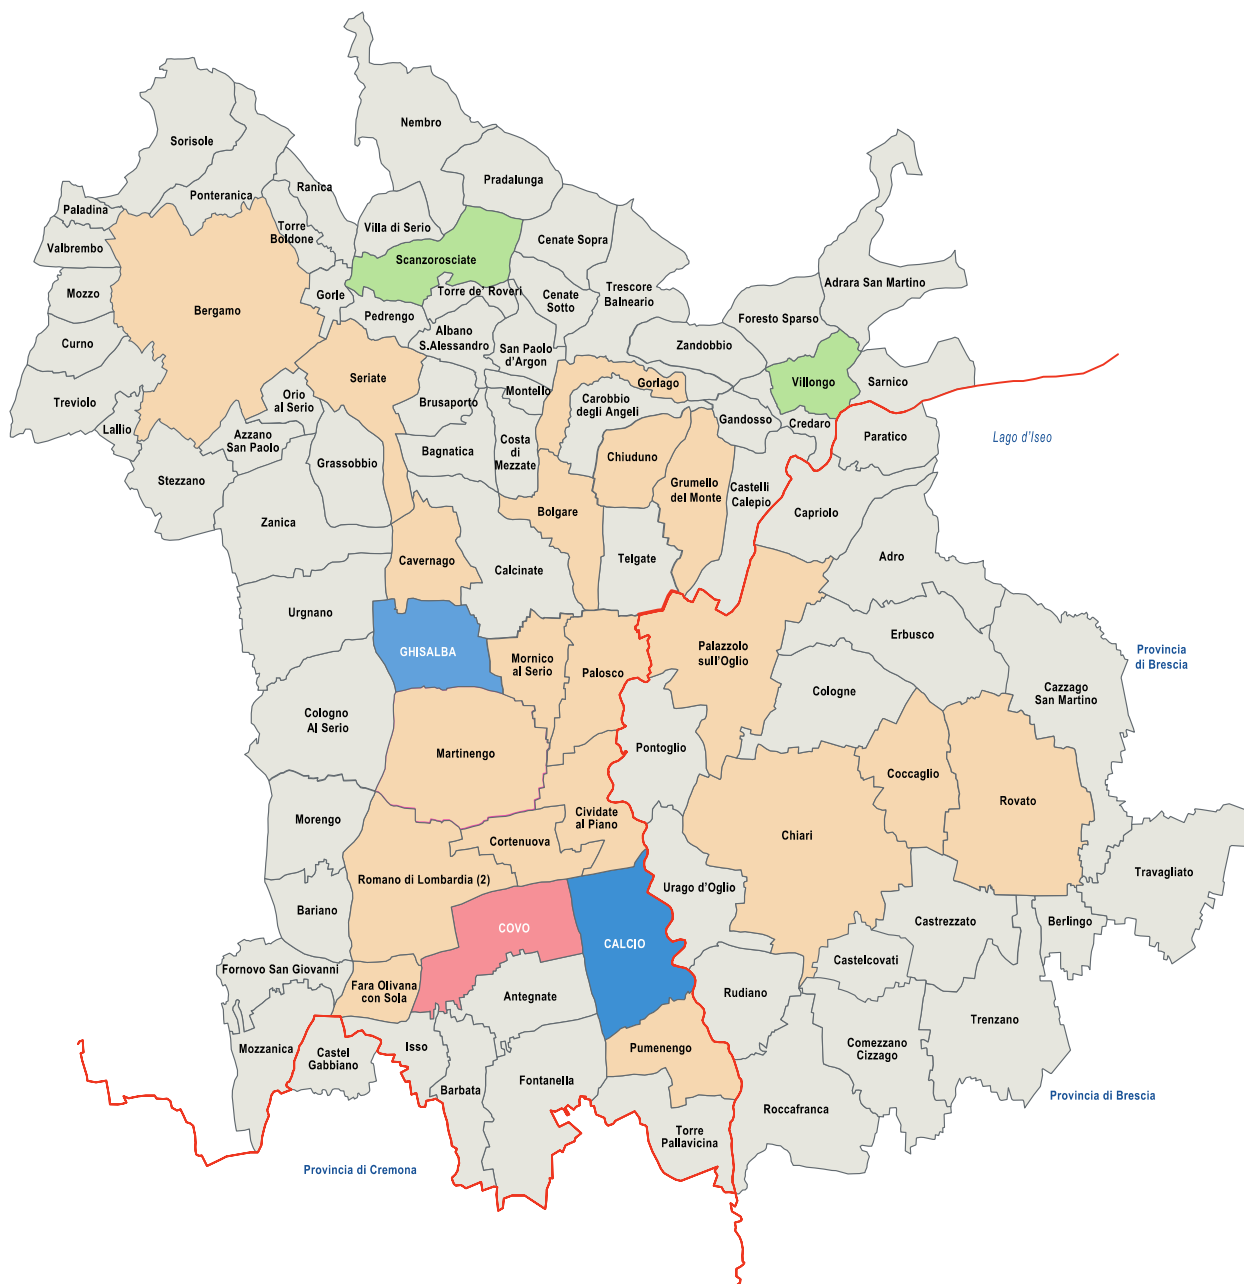 Nembro
Sorisole
Pradalunga
Ranica
Ponteranica
Paladina
Villa di Serio
Torre
Boldone
Cenate Sopra
Valbrembo
Scanzorosciate
Adrara San Martino
Trescore
Balneario
Torre de' Roveri
Mozzo
Gorle
Cenate
Sotto
Bergamo
Pedrengo
Foresto Sparso
Albano
S.Alessandro
Curno
San Paolo
d'Argon
Zandobbio
Seriate
Gorlago
Villongo
Sarnico
Montello
Orio
al Serio
Carobbio
degli Angeli
Treviolo
Brusaporto
Gandosso
Credaro
Lallio
Azzano
San Paolo
Costa
di
Mezzate
Paratico
Lago d'Iseo
Bagnatica
Chiuduno
Grassobbio
Stezzano
Grumello
del Monte
Castelli
Calepio
Bolgare
Capriolo
Zanica
Cavernago
Calcinate
Telgate
Adro
Urgnano
Erbusco
GHISALBA
Mornico
al Serio
Palosco
Palazzolo
sull'Oglio
Provincia
di Brescia
Cologne
Cazzago
San Martino
Cologno
Al Serio
Martinengo
Pontoglio
Coccaglio
Rovato
Morengo
Cividate
al Piano
Chiari
Cortenuova
Travagliato
Romano di Lombardia (2)
Urago d'Oglio
Bariano
Castrezzato
Berlingo
COVO
CALCIO
Castelcovati
Fornovo San Giovanni
Fara Olivana
con Sola
Antegnate
Rudiano
Trenzano
Mozzanica
Castel
Gabbiano
Isso
Pumenengo
Comezzano
Cizzago
Barbata
Fontanella
Provincia di Brescia
Roccafranca
Torre
Pallavicina
Provincia di Cremona